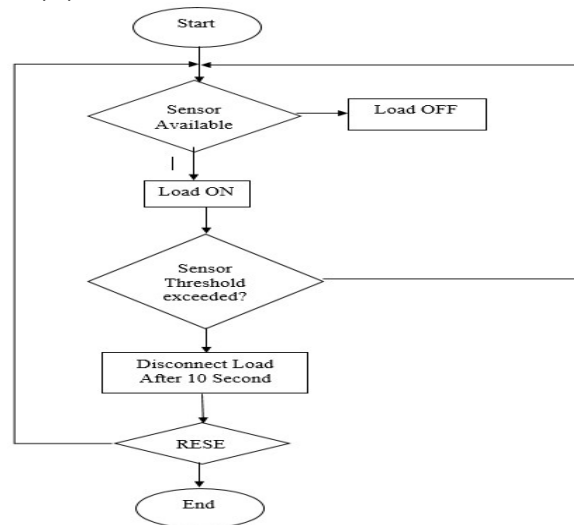 Start
Sensor
Available
Load OFF
Load ON
Sensor
Threshold
exceeded?
Disconnect Load
After 10 Second
RESE
End